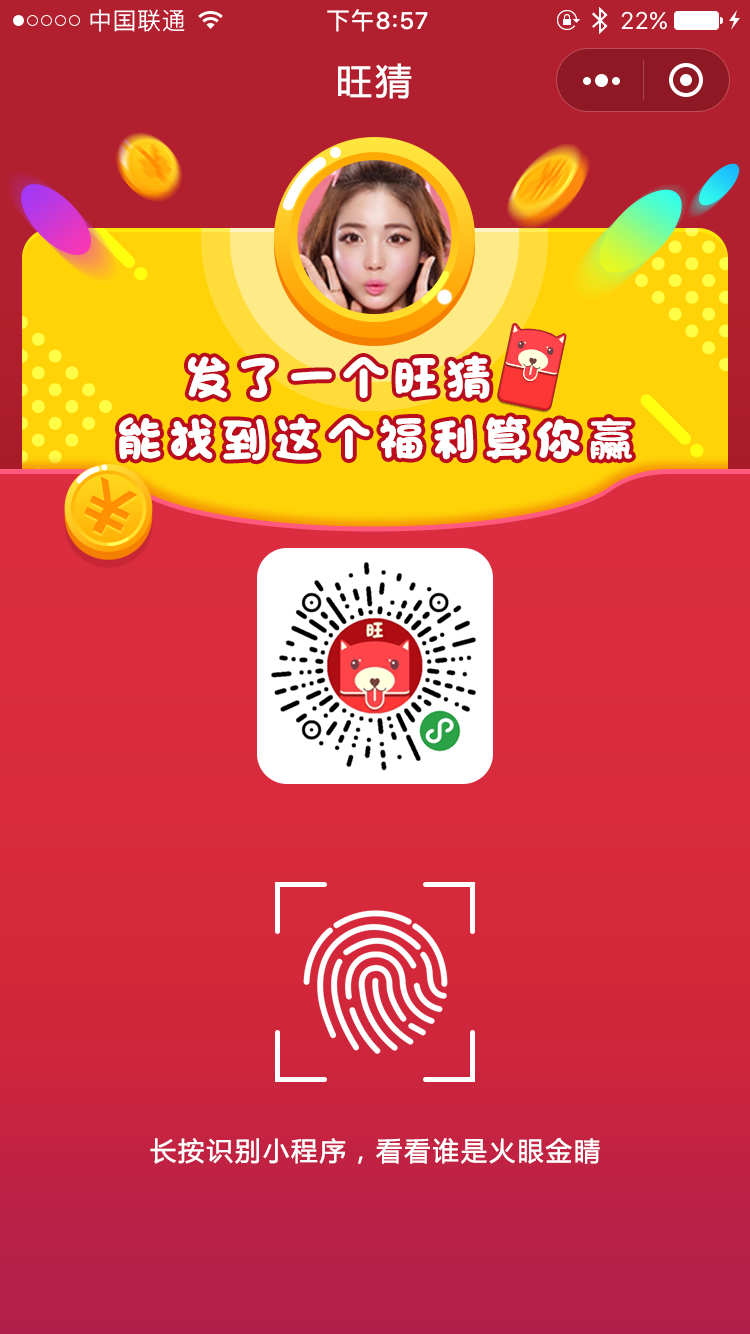 中国联通
下午8:57
22%
旺猜
发了一个旺猜
能找到这个福利算你赢
旺
长按识别小程序，看看谁是火眼金睛